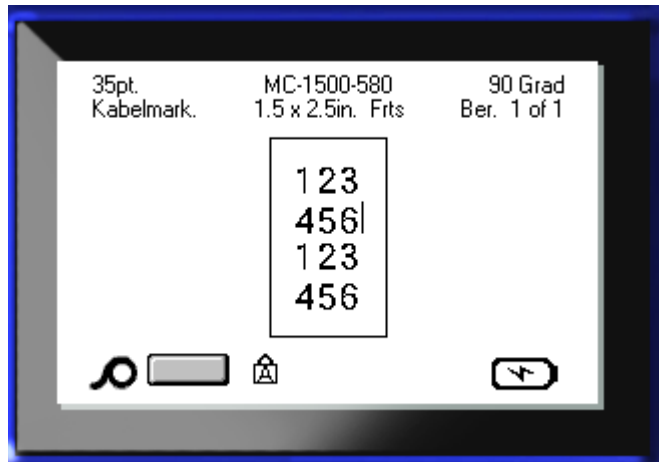 35pt. MC-1500-580 90 Grad
Kabelmark. 1.5 x 2.5in. Frts Ber. 1 of 1
123
456
123
456
A